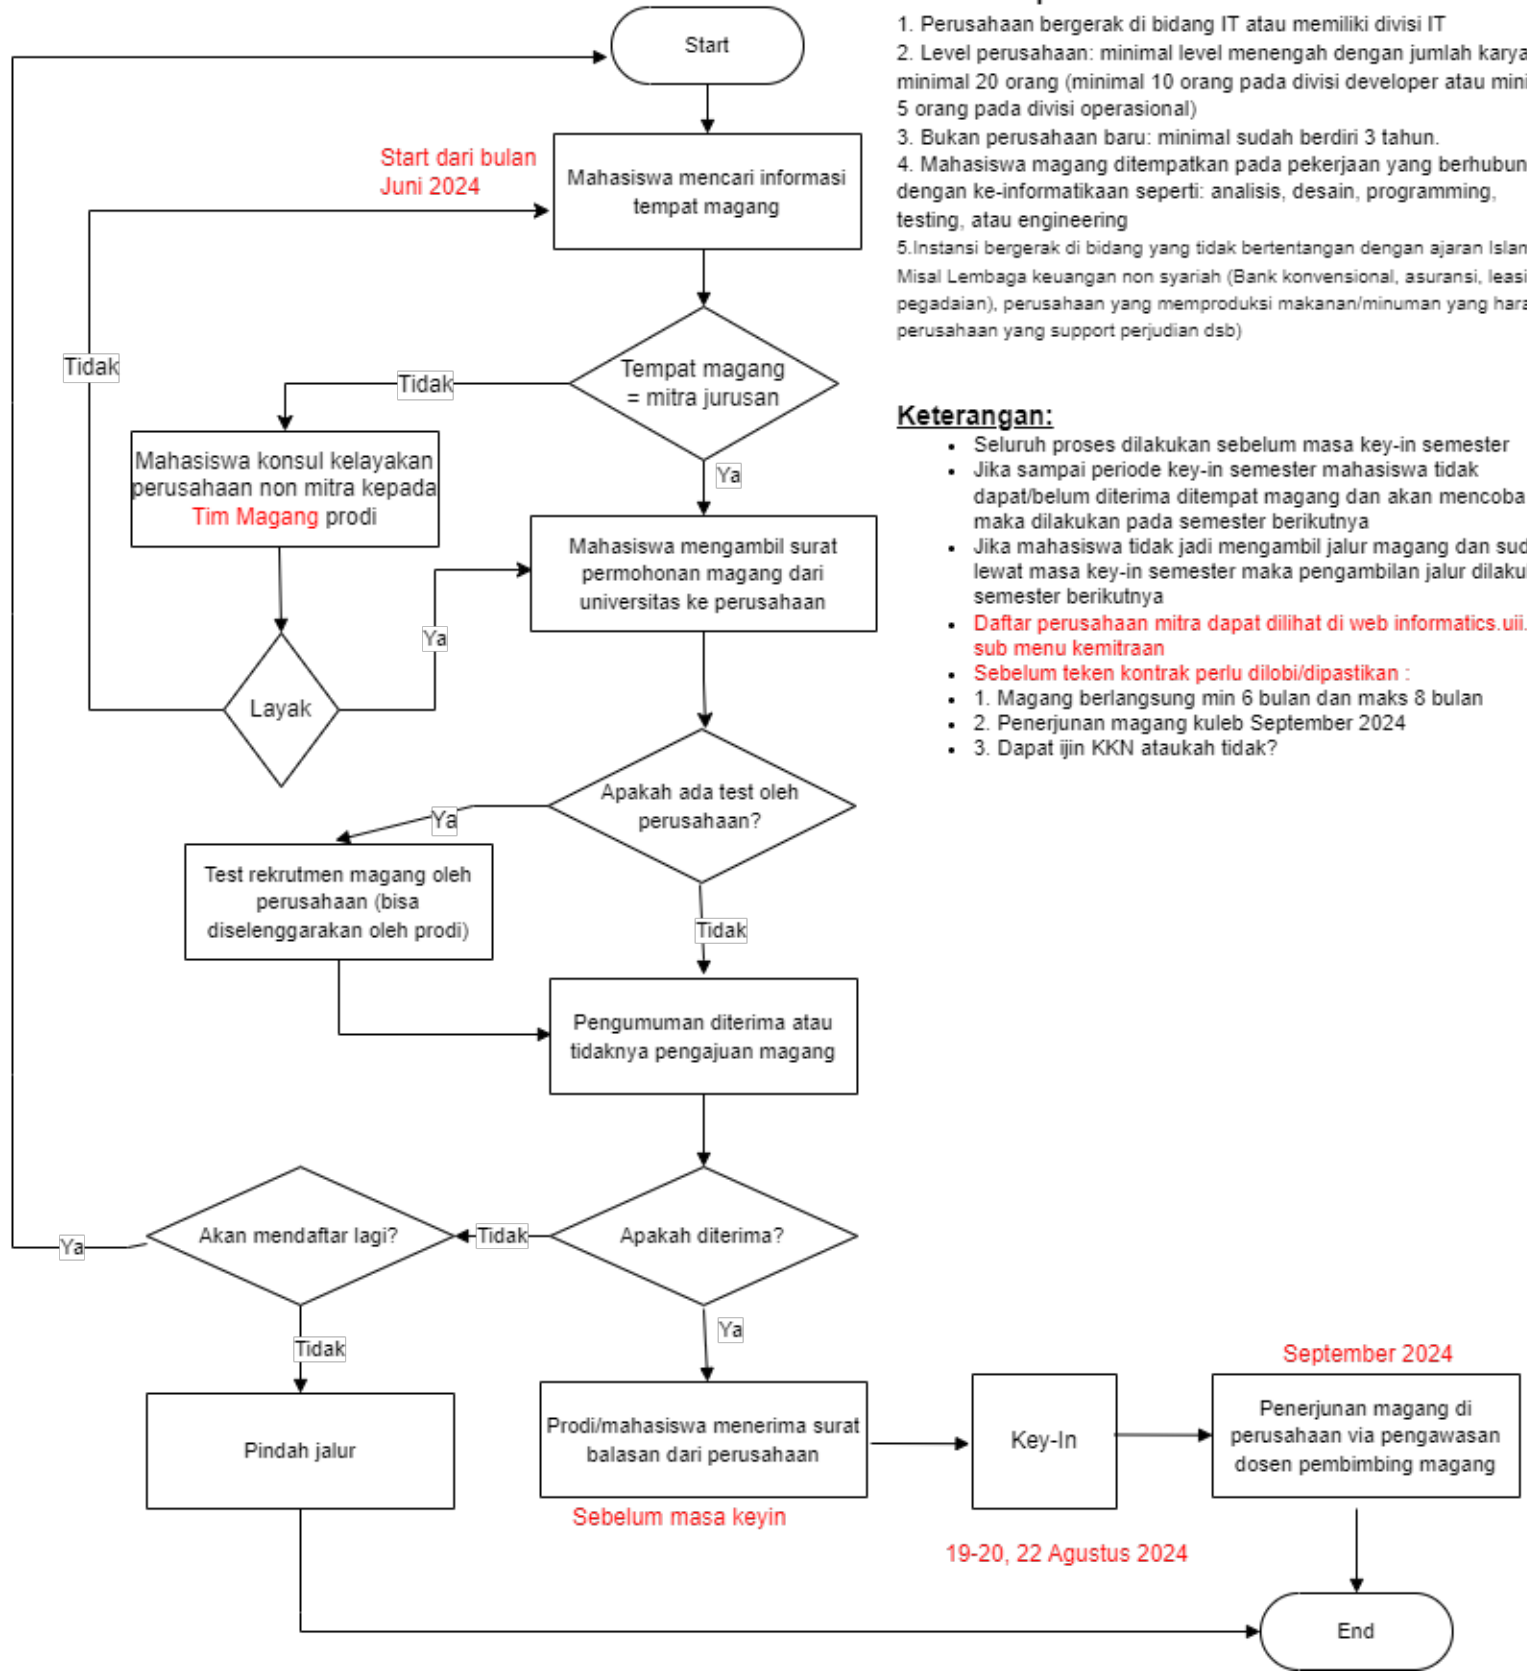 Start
1. Perusahaan bergerak di bidang IT atau memiliki divisi IT
2. Level perusahaan: minimal level menengah dengan jumlah
minimal 20 orang (minimal 10 orang pada divisi developer atau
5 orang pada divisi operasional)
3. Bukan perusahaan baru: minimal sudah berdiri 3 tahun.
4. Mahasiswa magang ditempatkan pada pekerjaan yang
dengan ke-informatikaan seperti: analisis, desain, programming,
testing, atau engineering
5.Instansi bergerak di bidang yang tidak bertentangan dengan ajaran
Misal Lembaga keuangan non syariah (Bank konvensional, asuransi,
pegadaian), perusahaan yang memproduksi makanan/minuman yang
perusahaan yang support perjudian dsb)
Keterangan:
• Seluruh proses dilakukan sebelum masa key-in semester
• Jika sampai periode key-in semester mahasiswa tidak
dapat/belum diterima ditempat magang dan akan mencoba
maka dilakukan pada semester berikutnya
• Jika mahasiswa tidak jadi mengambil jalur magang dan
lewat masa key-in semester maka pengambilan jalur
semester berikutnya
• Daftar perusahaan mitra dapat dilihat di web informatics.uii.
sub menu kemitraan
• Sebelum teken kontrak perlu dilobi/dipastikan :
• 1. Magang berlangsung min 6 bulan dan maks 8 bulan
• 2. Penerjunan magang kuleb September 2024
• 3. Dapat ijin KKN ataukah tidak?
Start dari bulan
Juni 2024
Mahasiswa mencari informasi
tempat magang
Tidak
Tempat magang
= mitra jurusan
Tidak
Ya
Mahasiswa konsul kelayakan
perusahaan non mitra kepada
Tim Magang prodi
Mahasiswa mengambil surat
permohonan magang dari
universitas ke perusahaan
Ya
Layak
Apakah ada test oleh
perusahaan?
Ya
Tidak
Test rekrutmen magang oleh
perusahaan (bisa
diselenggarakan oleh prodi)
Pengumuman diterima atau
tidaknya pengajuan magang
Akan mendaftar lagi?
Tidak
Apakah diterima?
Ya
Tidak
Ya
Pindah jalur
Prodi/mahasiswa menerima surat
balasan dari perusahaan
Sebelum masa keyin
Key-In
19-20, 22 Agustus 2024
September 2024
Penerjunan magang di
perusahaan via pengawasan
dosen pembimbing magang
End